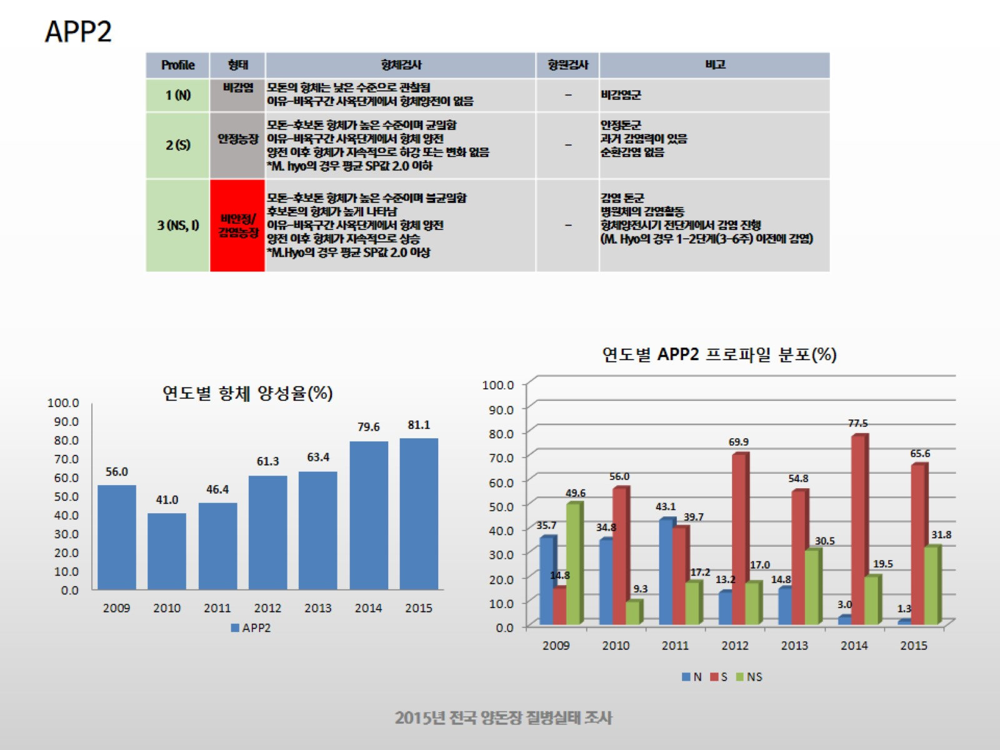 APP2
Profile 형태 항체검사 항원검사 비고
1 (N) 비감염 모돈의 항체는 낮은 수준으로 관찰됨
이유-비육구간 사육단계에서 항체양전이 없음 - 비감염군
2 (S) 안정농장 모돈-후보돈 항체가 높은 수준이며 균일함
이유-비육구간 사육단계에서 항체 양전
양전 이후 항체가 지속적으로 하강 또는 변화 없음
*M. hyo의 경우 평균 SP값 2.0 이하
-
안정돈군
과거 감염력이 있음
순환감염 없음
3 (NS, I) 비안정/
감염농장
모돈-후보돈 항체가 높은 수준이며 불균일함
후보돈의 항체가 높게 나타남
이유-비육구간 사육단계에서 항체 양전
양전 이후 항체가 지속적으로 상승
*M.Hyo의 경우 평균 SP값 2.0 이상
-
감염 돈군
병원체의 감염활동
항체양전시기 전단계에서 감염 진행
(M. Hyo의 경우 1-2단계(3-6주) 이전에 감염)
연도별 항체 양성율(%)
100.0
90.0
80.0
70.0
60.0
50.0
40.0
30.0
20.0
10.0
0.0
56.0 41.0 46.4 61.3 63.4 79.6 81.1
2009 2010 2011 2012 2013 2014 2015
APP2
연도별 APP2 프로파일 분포(%)
100.0
90.0
80.0
70.0
60.0
50.0
40.0
30.0
20.0
10.0
0.0
35.7 14.8 49.6
34.8 56.0 9.3
43.1 39.7 17.2
13.2 69.9 17.0
14.8 54.8 30.5
3.0 77.5 19.5
1.3 65.6 31.8
2009 2010 2011 2012 2013 2014 2015
N S NS
2015년 전국 양돈장 질병실태 조사